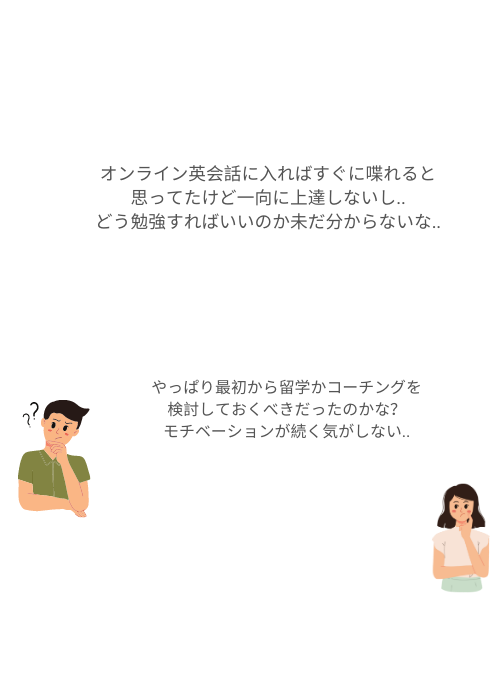 オンライン英会話に入ればすぐに喋れると
思ってたけど一向に上達しないし..
どう勉強すればいいのか未だ分からないな..
やっぱり最初から留学かコーチングを
検討しておくべきだったのかな?
モチベーションが続く気がしない..
??